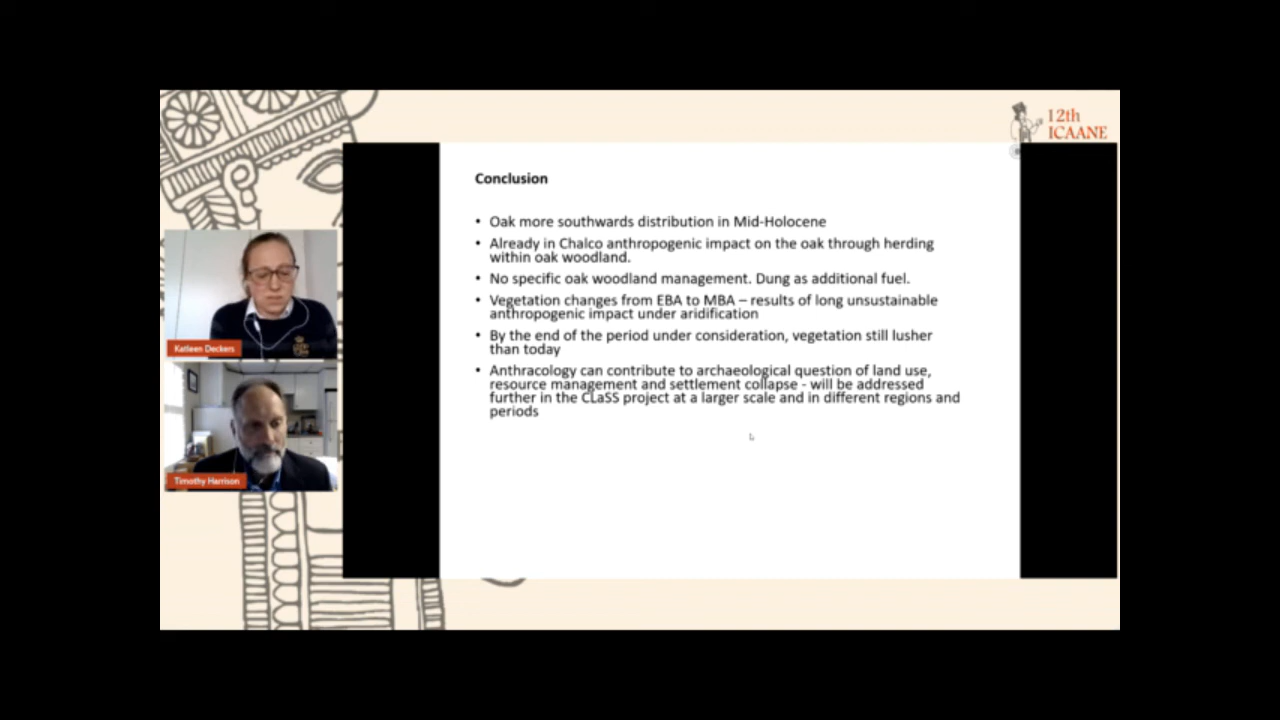 12th
ICAANE
Conclusion
• Oak more southwards distribution in Mid-Holocene
• Already in Chalco anthropogenic impact on the oak through herding
within oak woodland.
• No specific oak woodland management. Dung as additional fuel.
• Vegetation changes from EBA to MBA – results of long unsustainable
anthropogenic impact under aridification
• By the end of the period under consideration, vegetation still lusher
than today
• Anthracology can contribute to archaeological question of land use,
resource management and settlement collapse - will be addressed
further in the CLaSS project at a larger scale and in different regions and
periods
Katleen Deckers
Timothy Harrison